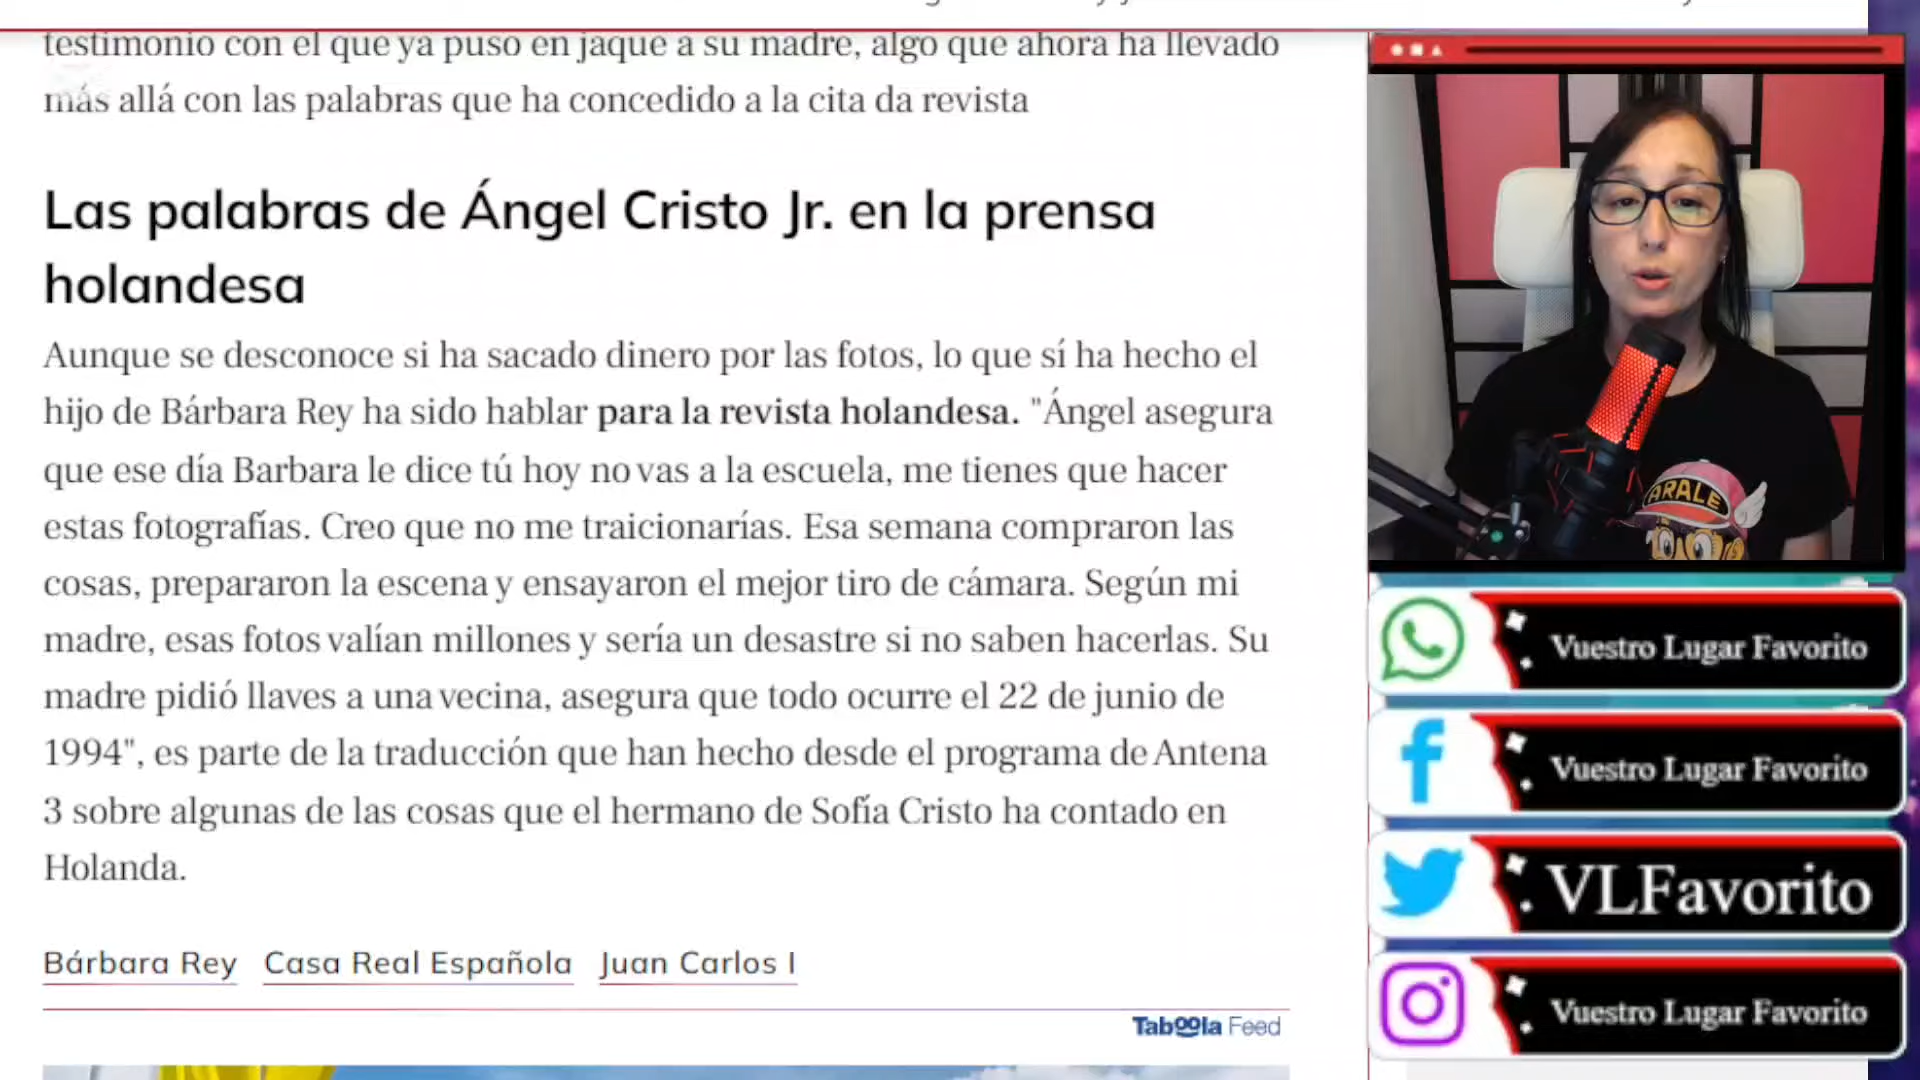 testimonio con el que ya puso en jaque a su madre, algo que ahora ha llevado
más allá con las palabras que ha concedido a la cita da revista
Las palabras de Ángel Cristo Jr. en la prensa
holandesa
Aunque se desconoce si ha sacado dinero por las fotos, lo que sí ha hecho el
hijo de Bárbara Rey ha sido hablar para la revista holandesa. "Ángel asegura
que ese día Barbara le dice tú hoy no vas a la escuela, me tienes que hacer
estas fotografías. Creo que no me traicionarías. Esa semana compraron las
cosas, prepararon la escena y ensayaron el mejor tiro de cámara. Según mi
madre, esas fotos valían millones y sería un desastre si no saben hacerlas. Su
madre pidió llaves a una vecina, asegura que todo ocurre el 22 de junio de
1994", es parte de la traducción que han hecho desde el programa de Antena
3 sobre algunas de las cosas que el hermano de Sofía Cristo ha contado en
Holanda.
Bárbara Rey Casa Real Española Juan Carlos I
Taboola Feed
ARALE
Vuestro Lugar Favorito
Vuestro Lugar Favorito
VLFavorito
Vuestro Lugar Favorito